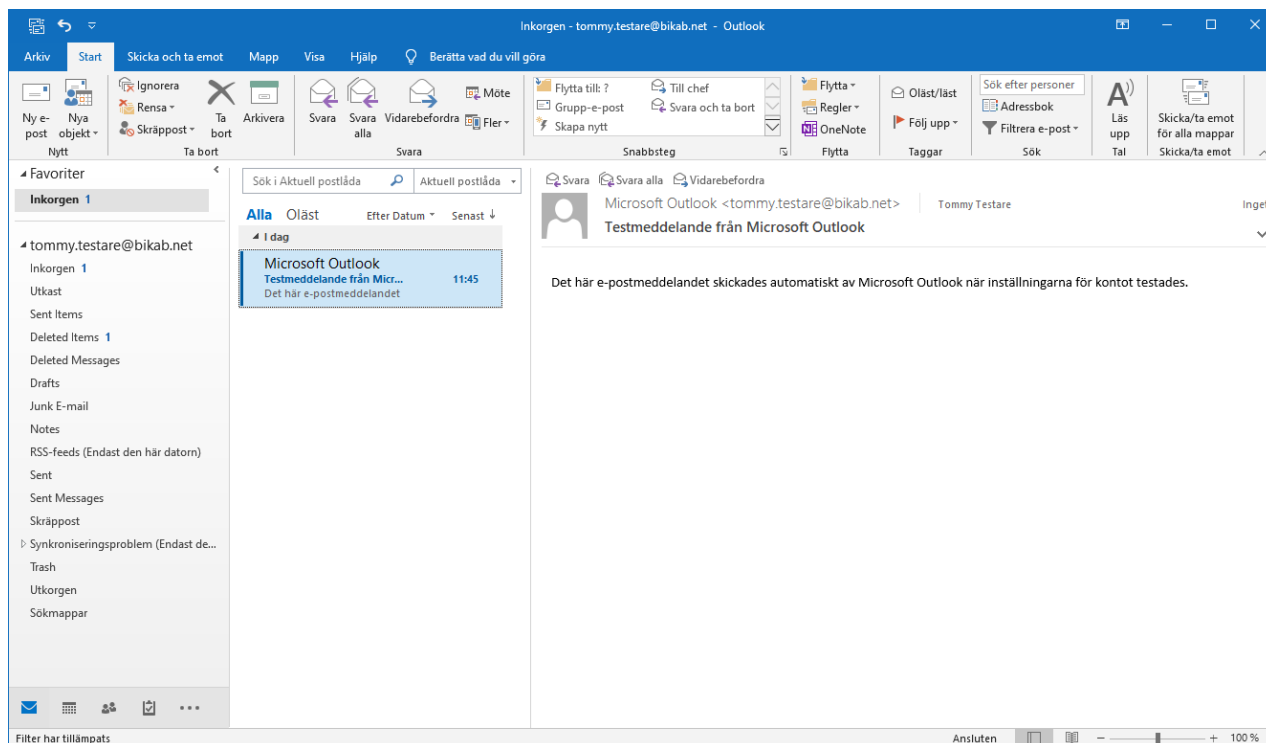 Inkorgen - tommy.testare@bikab.net - Outlook
Arkiv Start Skicka och ta emot Mapp Visa Hjälp Berätta vad du vill göra
Ny e-post
Nya objekt
Nytt
Ignorera
Rensa
Skräppost
Ta bort
Arkivera
Ta bort
Svara
Svara alla
Vidarebefordra
Möte
Fler
Svara
Flytta till: ?
Grupp-e-post
Skapa nytt
Till chef
Svara och ta bort
Snabbsteg
Flytta
Regler
OneNote
Flytta
Oläst/läst
Följ upp
Taggar
Sök efter personer
Adressbok
Filtrera e-post
Sök
Läs upp
Tal
Skicka/ta emot
för alla mappar
Skicka/ta emot
Favoriter
Inkorgen 1
tommy.testare@bikab.net
Inkorgen 1
Utkast
Sent Items
Deleted Items 1
Deleted Messages
Drafts
Junk E-mail
Notes
RSS-feeds (Endast den här datorn)
Sent
Sent Messages
Skräppost
Synkroniseringsproblem (Endast de...
Trash
Utkorgen
Sökmappar
Sök i Aktuell postlåda Aktuell postlåda
Alla Oläst Efter Datum Senast ↓
I dag
Microsoft Outlook
Testmeddelande från Micr... 11:45
Det här e-postmeddelandet
Svara Svara alla Vidarebefordra
Microsoft Outlook <tommy.testare@bikab.net> Tommy Testare
Testmeddelande från Microsoft Outlook
Det här e-postmeddelandet skickades automatiskt av Microsoft Outlook när inställningarna för kontot testades.
Filter har tillämpats Ansluten 100 %